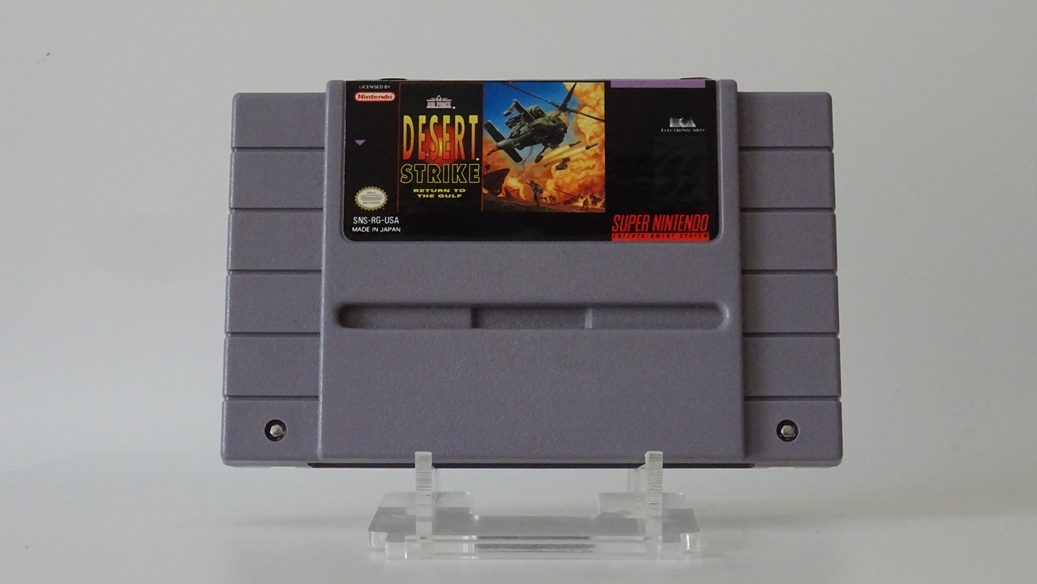 LICENSED BY
Nintendo
DESERT
STRIKE
RETURN TO
THE GULF
SNS-RG-USA
MADE IN JAPAN
ELECTRONIC ARTS
SUPER NINTENDO
ENTERTAINMENT SYSTEM